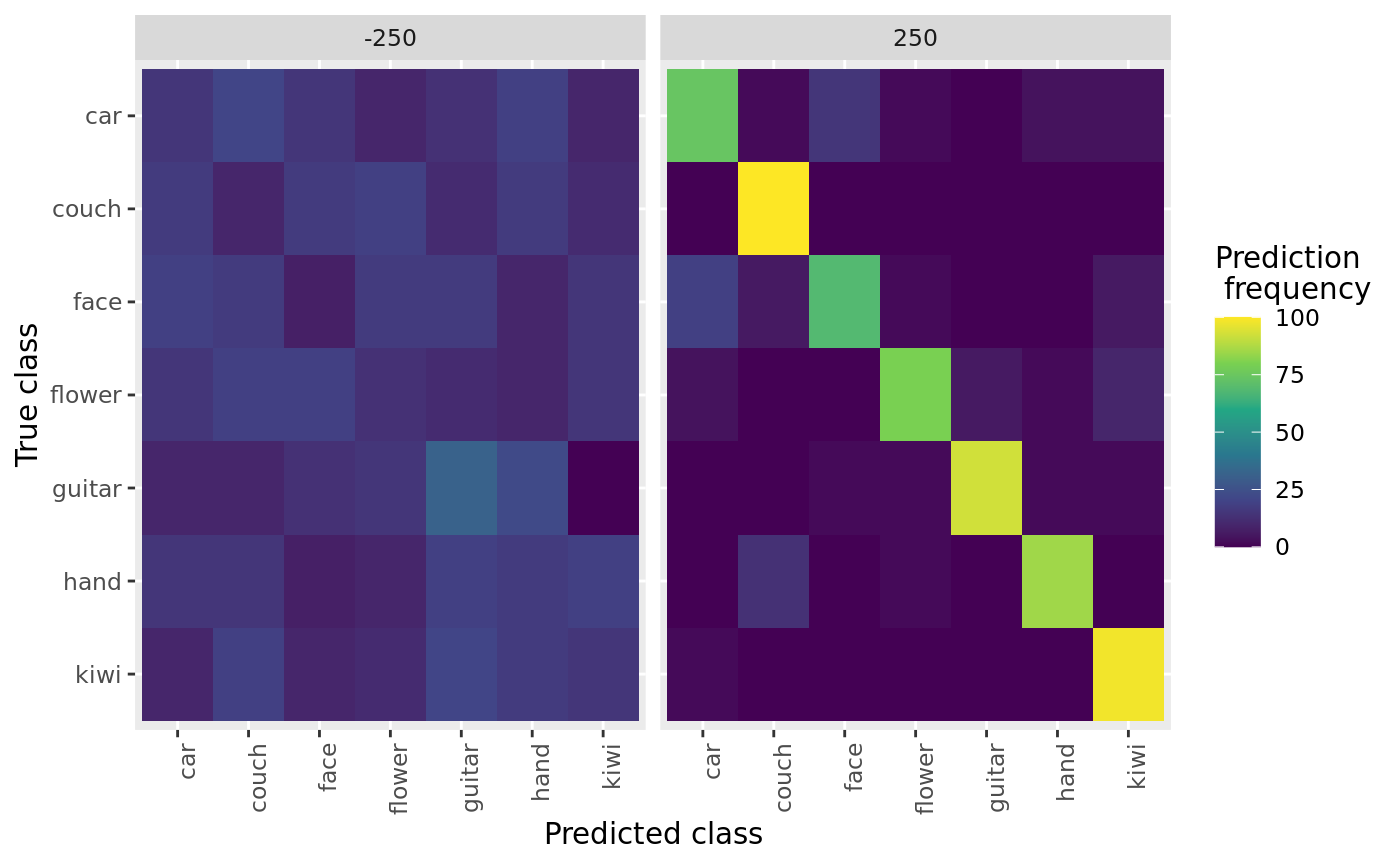 -250
250
True class
car
couch
face
flower
guitar
hand
kiwi
car
couch
face
flower
guitar
hand
kiwi
car
couch
face
flower
guitar
hand
kiwi
Predicted class
Prediction
frequency
100
75
50
25
0